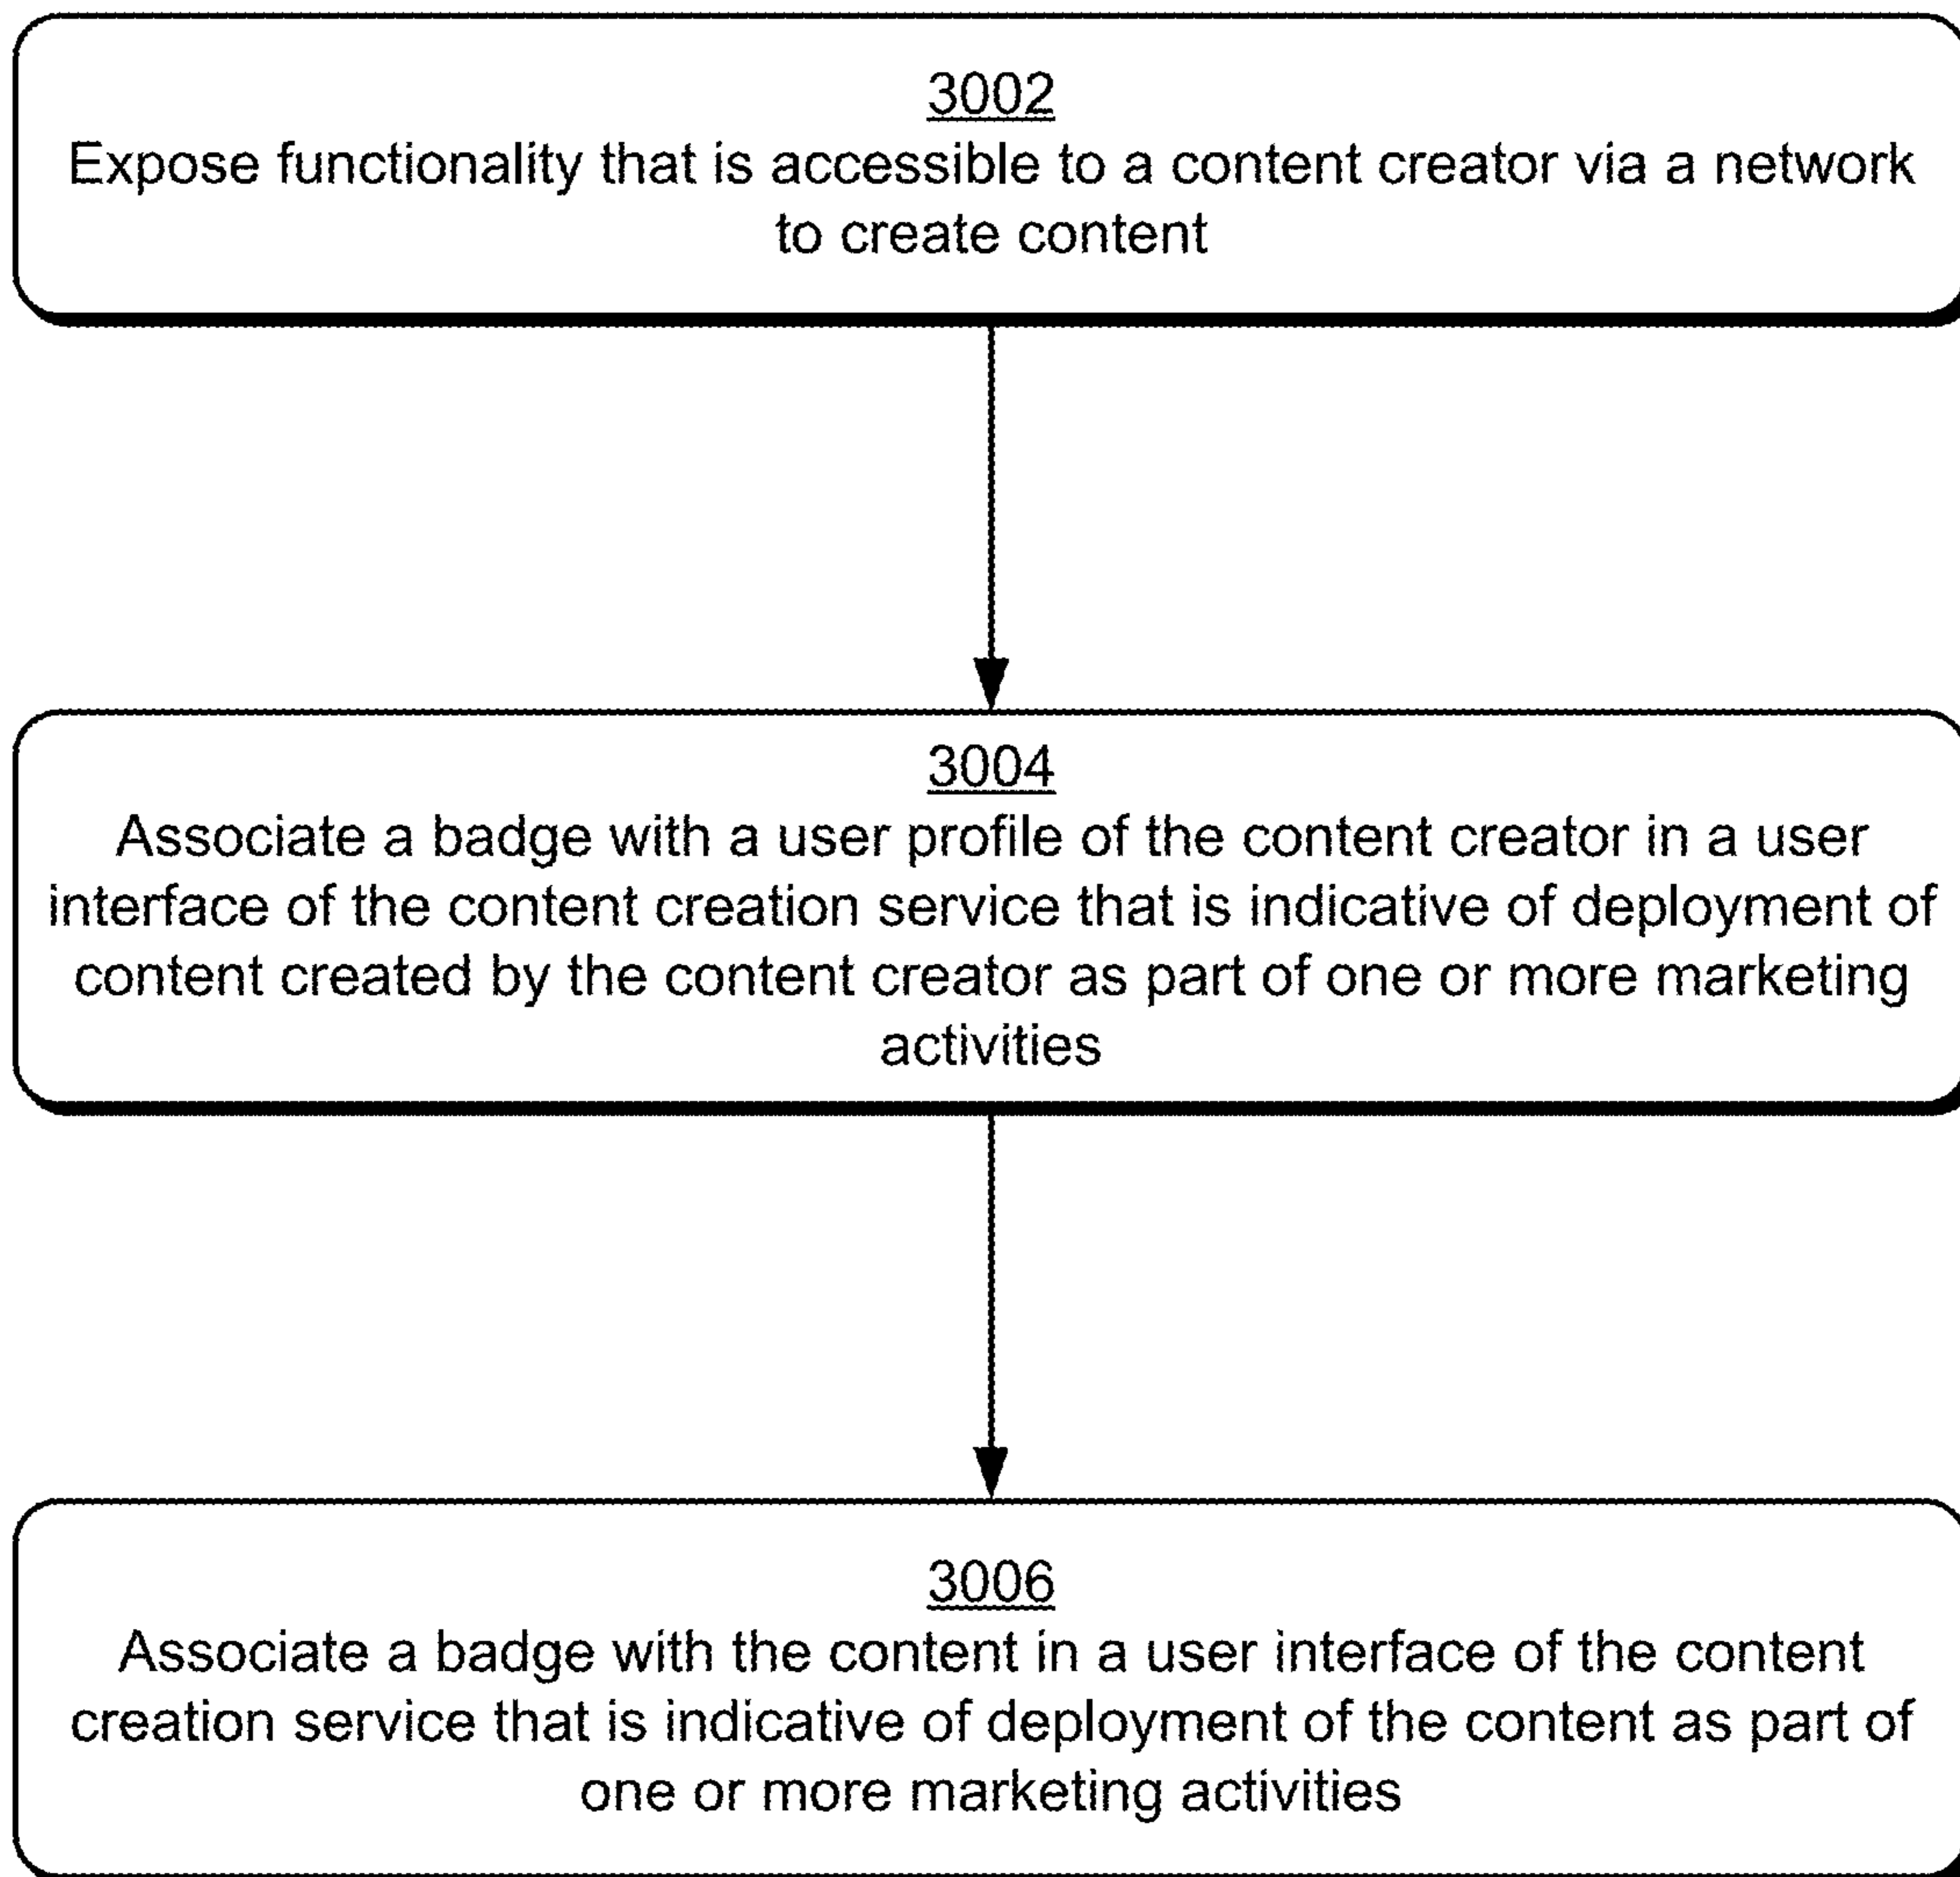 3002
Expose functionality that is accessible to a content creator via a network
to create content
3004
Associate a badge with a user profile of the content creator in a user
interface of the content creation service that is indicative of deployment of
content created by the content creator as part of one or more marketing
activities
3006
Associate a badge with the content in a user interface of the content
creation service that is indicative of deployment of the content as part of
one or more marketing activities